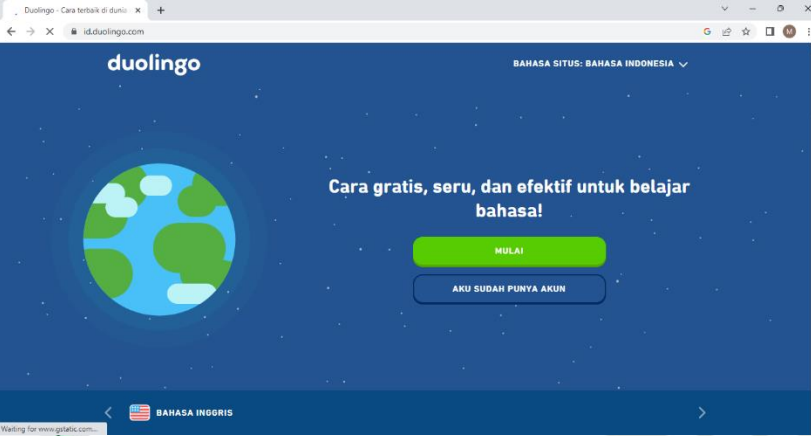 Duolingo - Cara terbaik di dunia
id.duolingo.com
G
M
duolingo
BAHASA SITUS: BAHASA INDONESIA
Cara gratis, seru, dan efektif untuk belajar
bahasa!
MULAI
AKU SUDAH PUNYA AKUN
BAHASA INGGRIS
Waiting for www.gstatic.com...